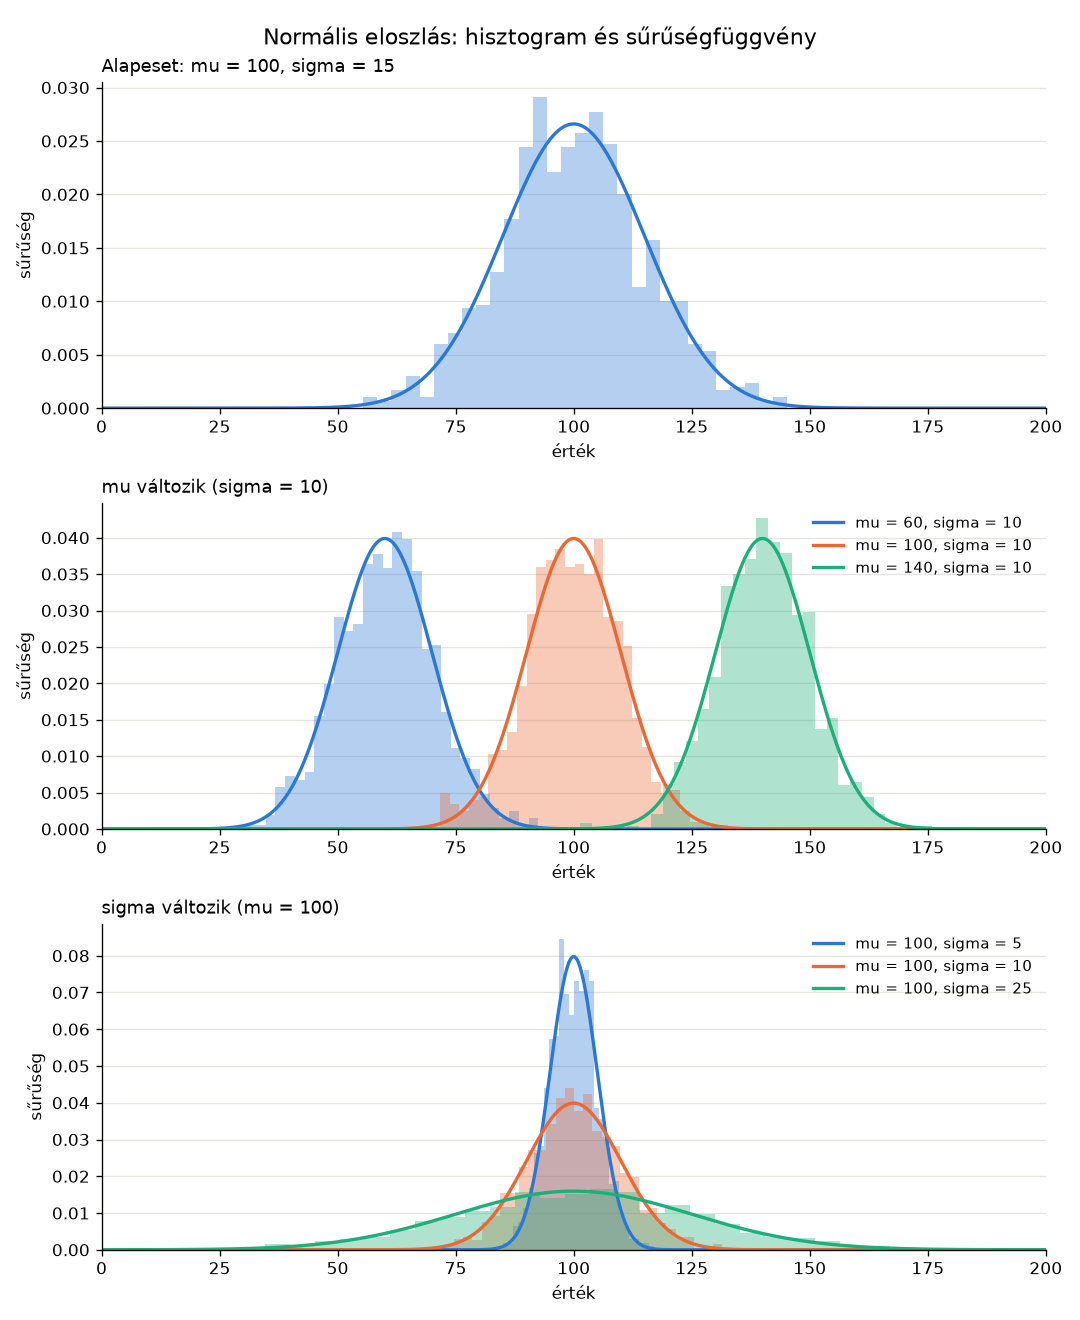 Normális eloszlás: hisztogram és sűrűségfüggvény
Alapeset: mu = 100, sigma = 15
0.030
0.025
0.020
0.015
0.010
0.005
0.000
sűrűség
0 25 50 75 100 125 150 175 200
érték
mu változik (sigma = 10)
mu = 60, sigma = 10
mu = 100, sigma = 10
mu = 140, sigma = 10
0.040
0.035
0.030
0.025
0.020
0.015
0.010
0.005
0.000
sűrűség
0 25 50 75 100 125 150 175 200
érték
sigma változik (mu = 100)
mu = 100, sigma = 5
mu = 100, sigma = 10
mu = 100, sigma = 25
0.08
0.07
0.06
0.05
0.04
0.03
0.02
0.01
0.00
sűrűség
0 25 50 75 100 125 150 175 200
érték